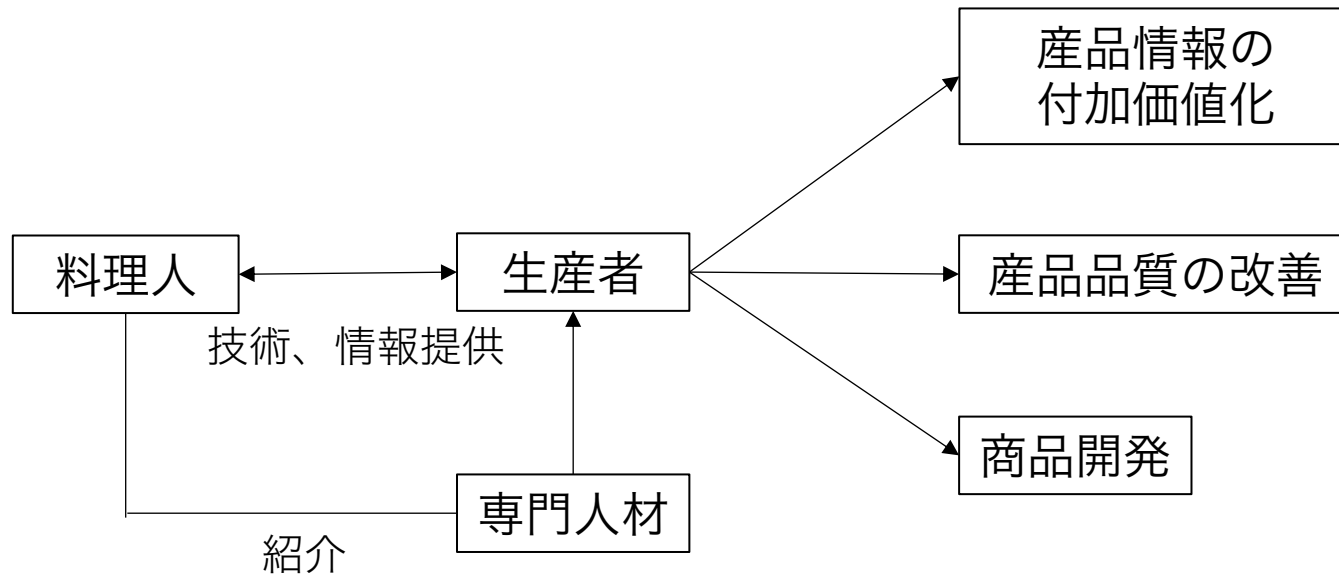 産品情報の
付加価値化
料理人
生産者
産品品質の改善
技術、情報提供
商品開発
専門人材
紹介